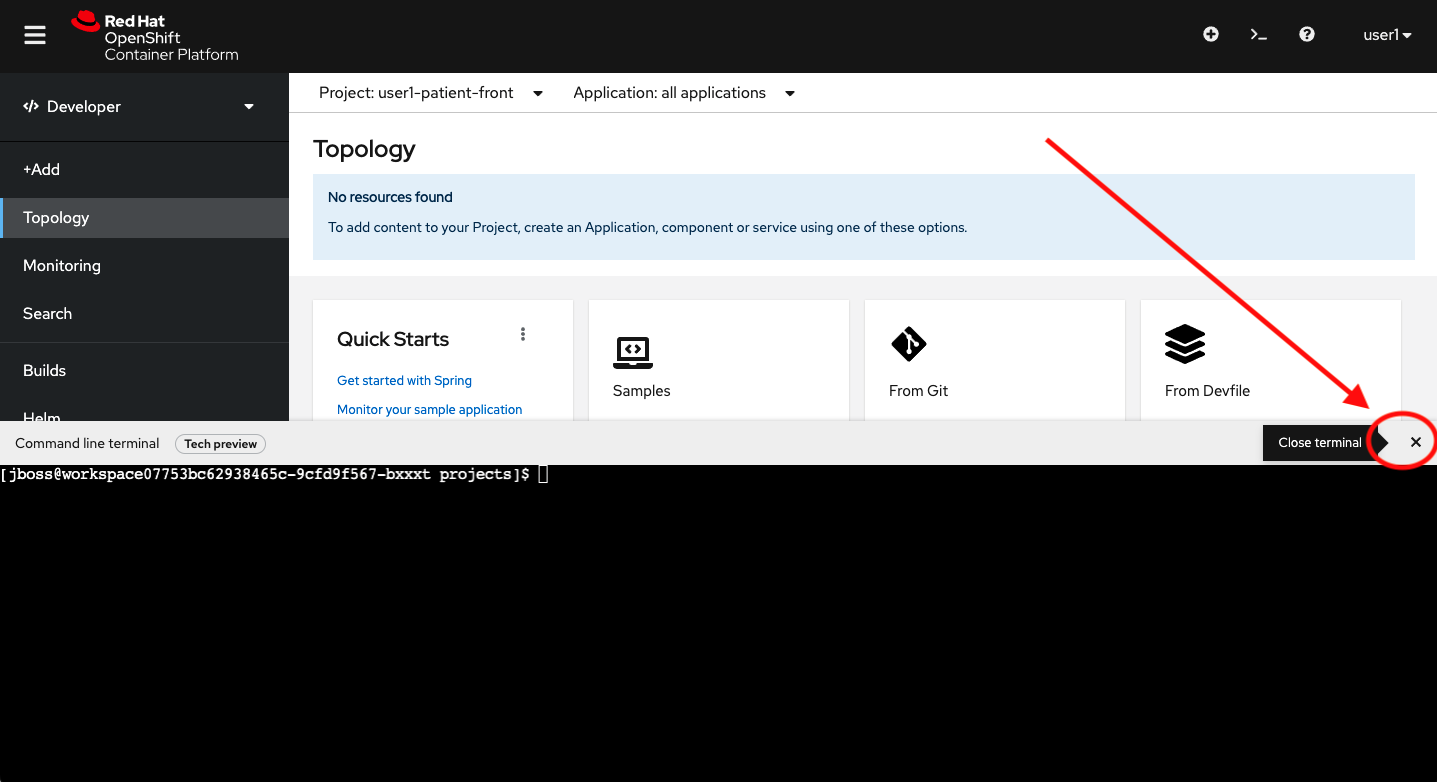 Red Hat
OpenShift
Container Platform
user1
Developer
Project: user1-patient-front
Application: all applications
+Add
Topology
Monitoring
Search
Builds
Helm
Topology
No resources found
To add content to your Project, create an Application, component or service using one of these options.
Quick Starts
Get started with Spring
Monitor your sample application
Samples
From Git
From Devfile
Command line terminal
Tech preview
Close terminal
[jboss@workspace07753bc62938465c-9cfd9f567-bxxxt projects]$